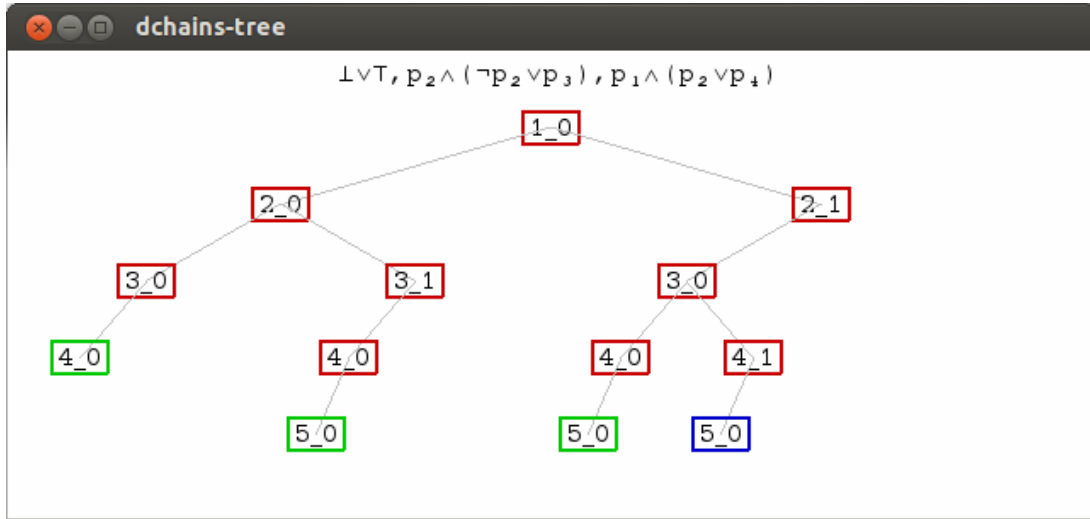 dchains-tree
⊥∨⊤,p₂∧(¬p₂∨p₃),p₁∧(p₂∨p₄)
1_0
2_0 2_1
3_0 3_1 3_0
4_0 4_0 4_0 4_1
5_0 5_0 5_0